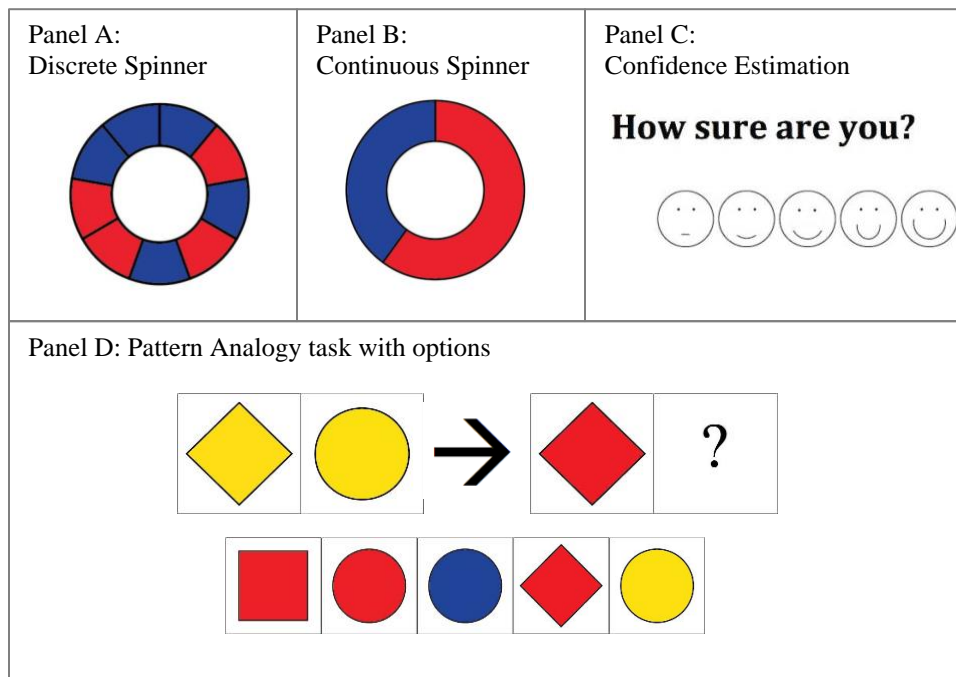 Panel A:
Discrete Spinner
Panel B:
Continuous Spinner
Panel C:
Confidence Estimation
How sure are you?
Panel D: Pattern Analogy task with options
?